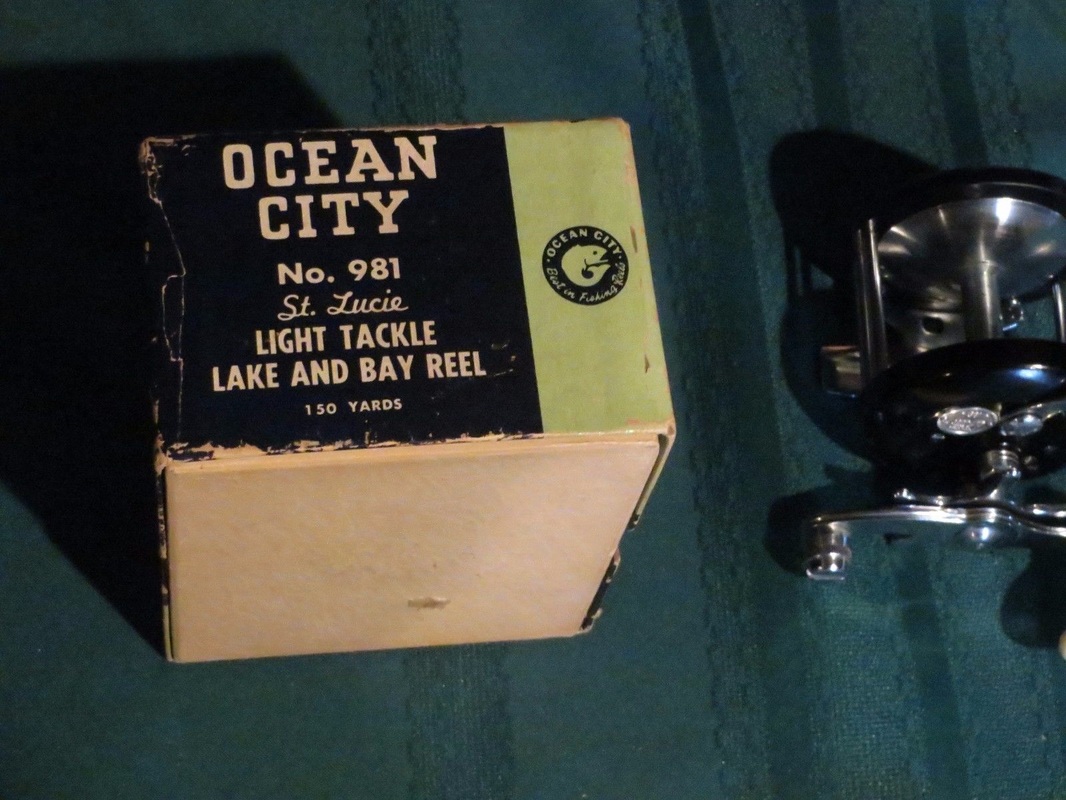 OCEAN
CITY
No. 981
St. Lucie
LIGHT TACKLE
LAKE AND BAY REEL
150 YARDS
OCEAN CITY
Best in Fishing Reels